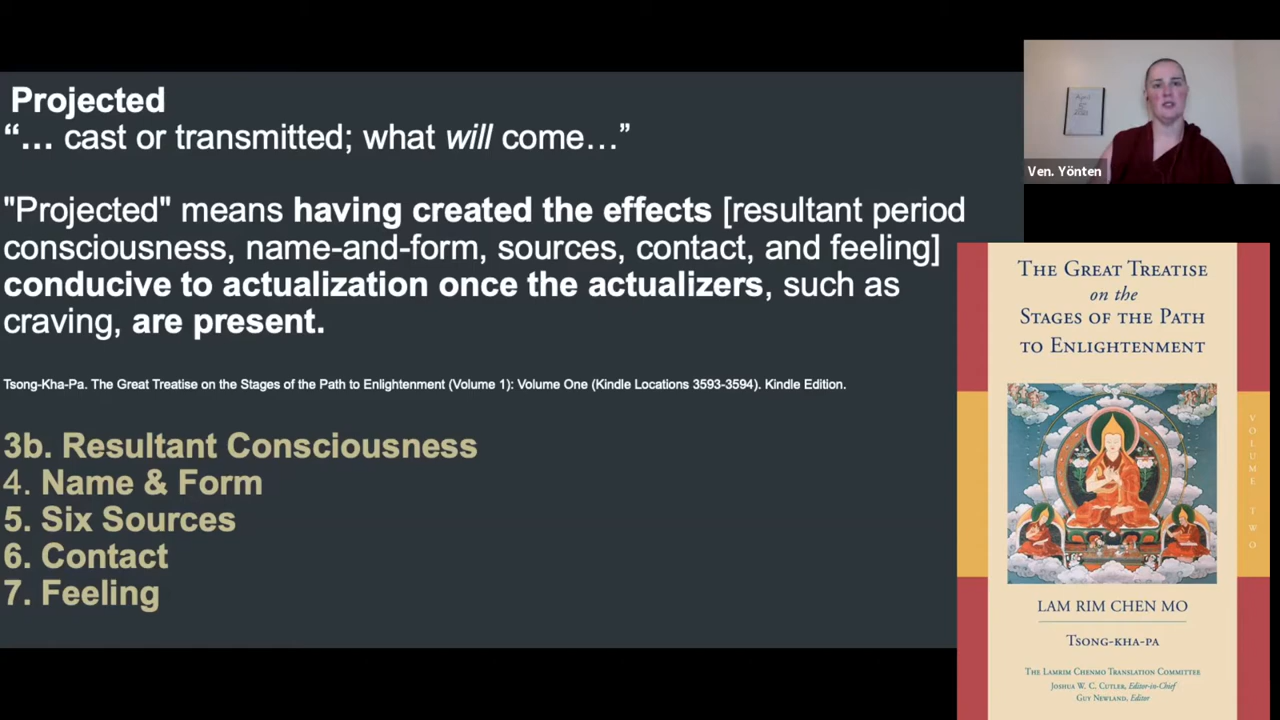 Projected
“… cast or transmitted; what will come…”
"Projected" means having created the effects [resultant period
consciousness, name-and-form, sources, contact, and feeling]
conducive to actualization once the actualizers, such as
craving, are present.
Tsong-Kha-Pa. The Great Treatise on the Stages of the Path to Enlightenment (Volume 1): Volume One (Kindle Locations 3593-3594). Kindle Edition.
3b. Resultant Consciousness
4. Name & Form
5. Six Sources
6. Contact
7. Feeling
Ven. Yönten
The Great Treatise
on the
Stages of the Path
to Enlightenment
VOLUME TWO
LAM RIM CHEN MO
Tsong-kha-pa
The Lamrim Chenmo Translation Committee
Joshua W. C. Cutler, Editor-in-Chief
Guy Newland, Editor